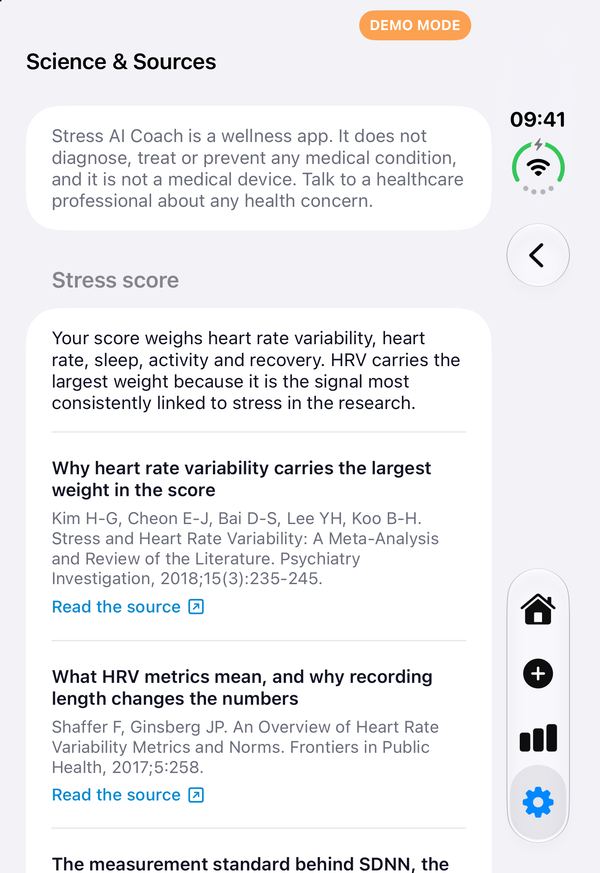 DEMO MODE
Science & Sources
09:41
Stress AI Coach is a wellness app. It does not
diagnose, treat or prevent any medical condition,
and it is not a medical device. Talk to a healthcare
professional about any health concern.
Stress score
Your score weighs heart rate variability, heart
rate, sleep, activity and recovery. HRV carries the
largest weight because it is the signal most
consistently linked to stress in the research.
Why heart rate variability carries the largest
weight in the score
Kim H-G, Cheon E-J, Bai D-S, Lee YH, Koo B-H.
Stress and Heart Rate Variability: A Meta-Analysis
and Review of the Literature. Psychiatry
Investigation, 2018;15(3):235-245.
Read the source
What HRV metrics mean, and why recording
length changes the numbers
Shaffer F, Ginsberg JP. An Overview of Heart Rate
Variability Metrics and Norms. Frontiers in Public
Health, 2017;5:258.
Read the source
The measurement standard behind SDNN, the